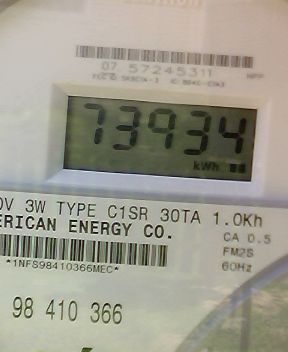 07 57245311
73934
kWh
0V 3W TYPE C1SR 30TA 1.0Kh
ERICAN ENERGY CO.
CA 0.5
FM2S
60Hz
*1NFS98410366MEC*
98 410 366